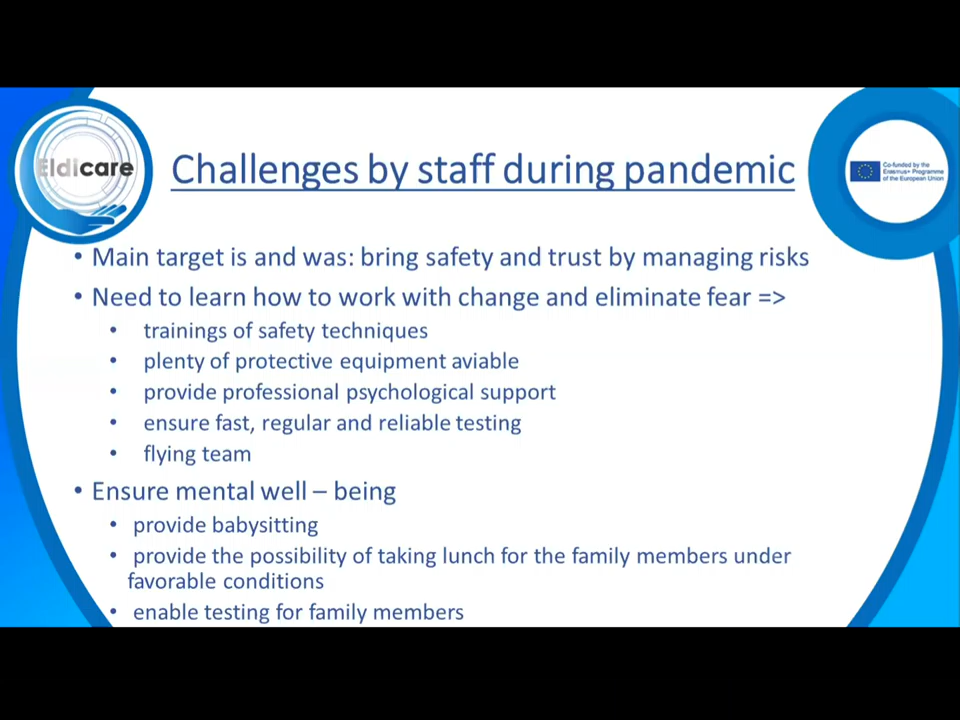 Eldicare
Challenges by staff during pandemic
Co-funded by the
Erasmus+ Programme
of the European Union
• Main target is and was: bring safety and trust by managing risks
• Need to learn how to work with change and eliminate fear =>
• trainings of safety techniques
• plenty of protective equipment aviable
• provide professional psychological support
• ensure fast, regular and reliable testing
• flying team
• Ensure mental well – being
• provide babysitting
• provide the possibility of taking lunch for the family members under
favorable conditions
• enable testing for family members